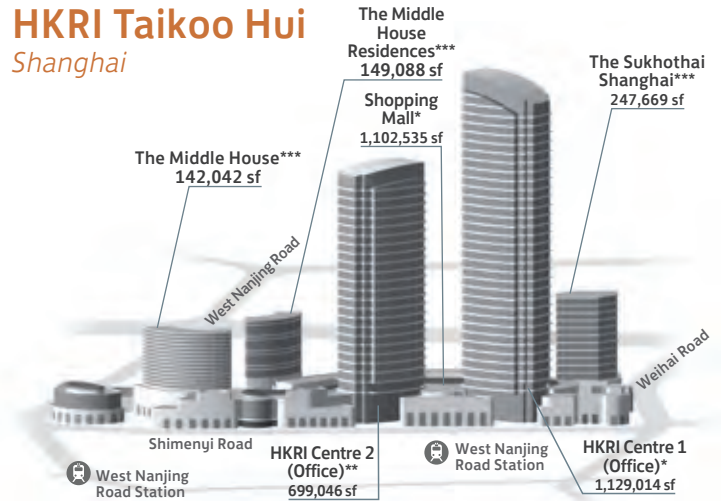 HKRI Taikoo Hui
Shanghai
The Middle
House
Residences***
149,088 sf
The Sukhothai
Shanghai***
247,669 sf
Shopping
Mall*
1,102,535 sf
The Middle House***
142,042 sf
West Nanjing Road
Weihai Road
Shimenyi Road
West Nanjing
Road Station
HKRI Centre 2
(Office)**
699,046 sf
West Nanjing
Road Station
HKRI Centre 1
(Office)*
1,129,014 sf